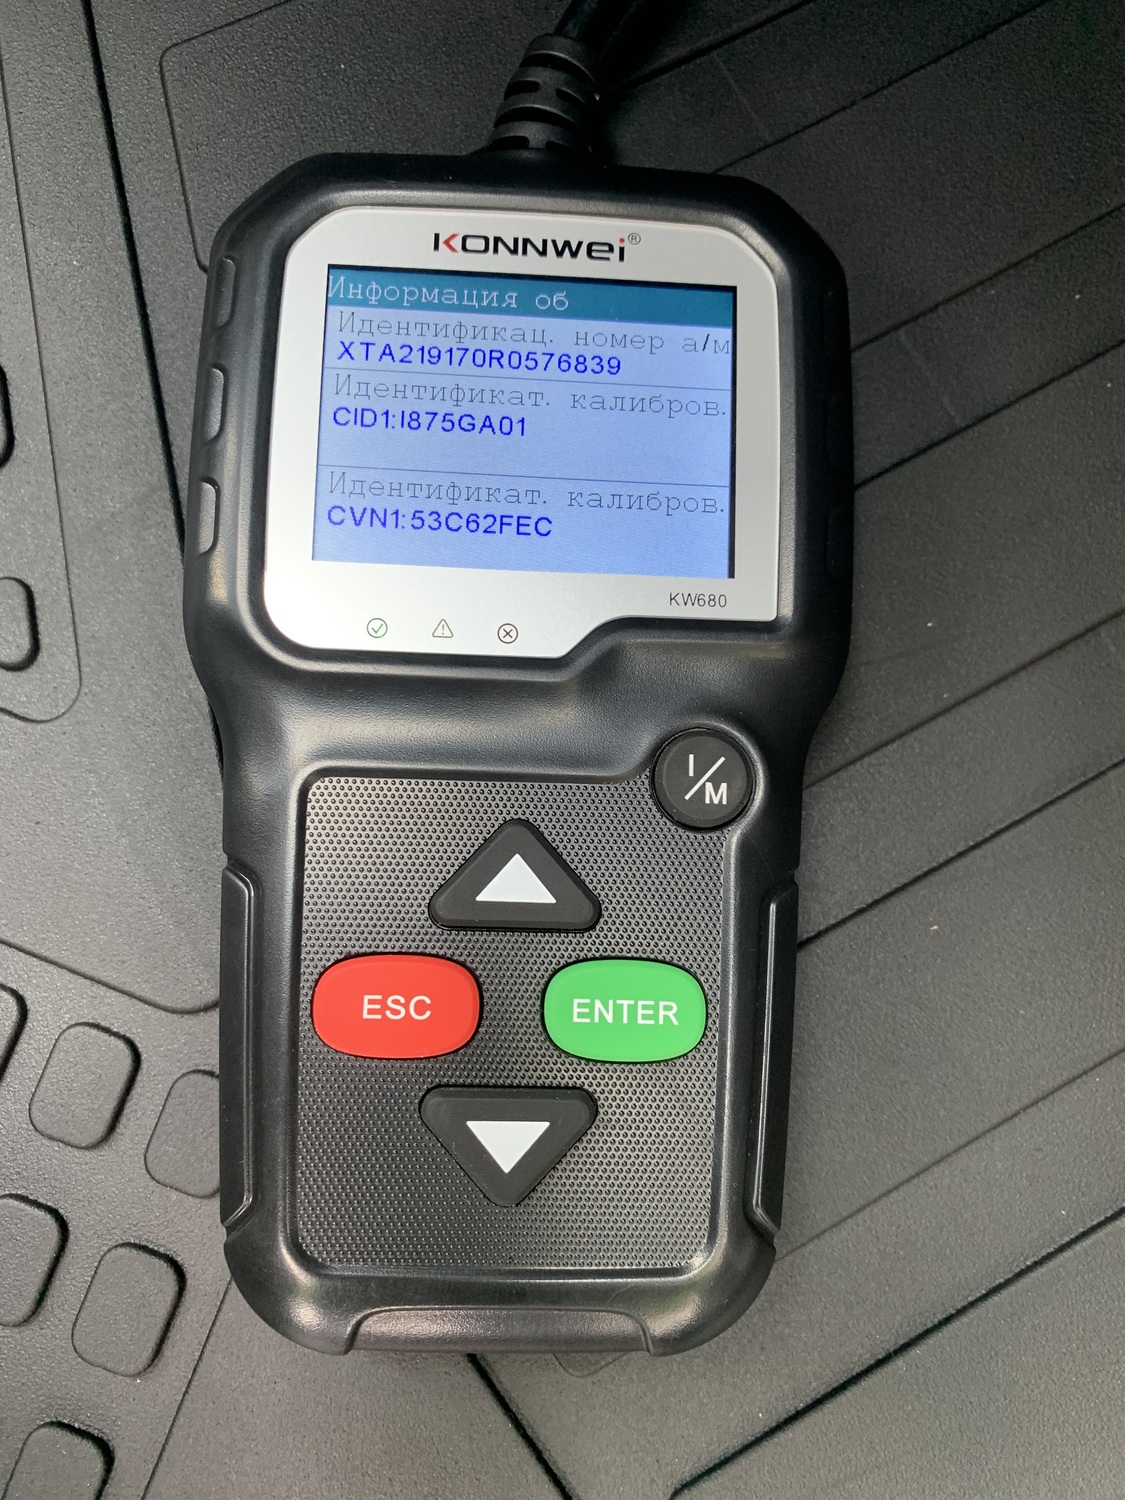 KONNWEi®
Информация об
Идентификац. номер а/м
XTA219170R0576839
Идентификат. калибров.
CID1:I875GA01
Идентификат. калибров.
CVN1:53C62FEC
KW680
I/M
ESC
ENTER